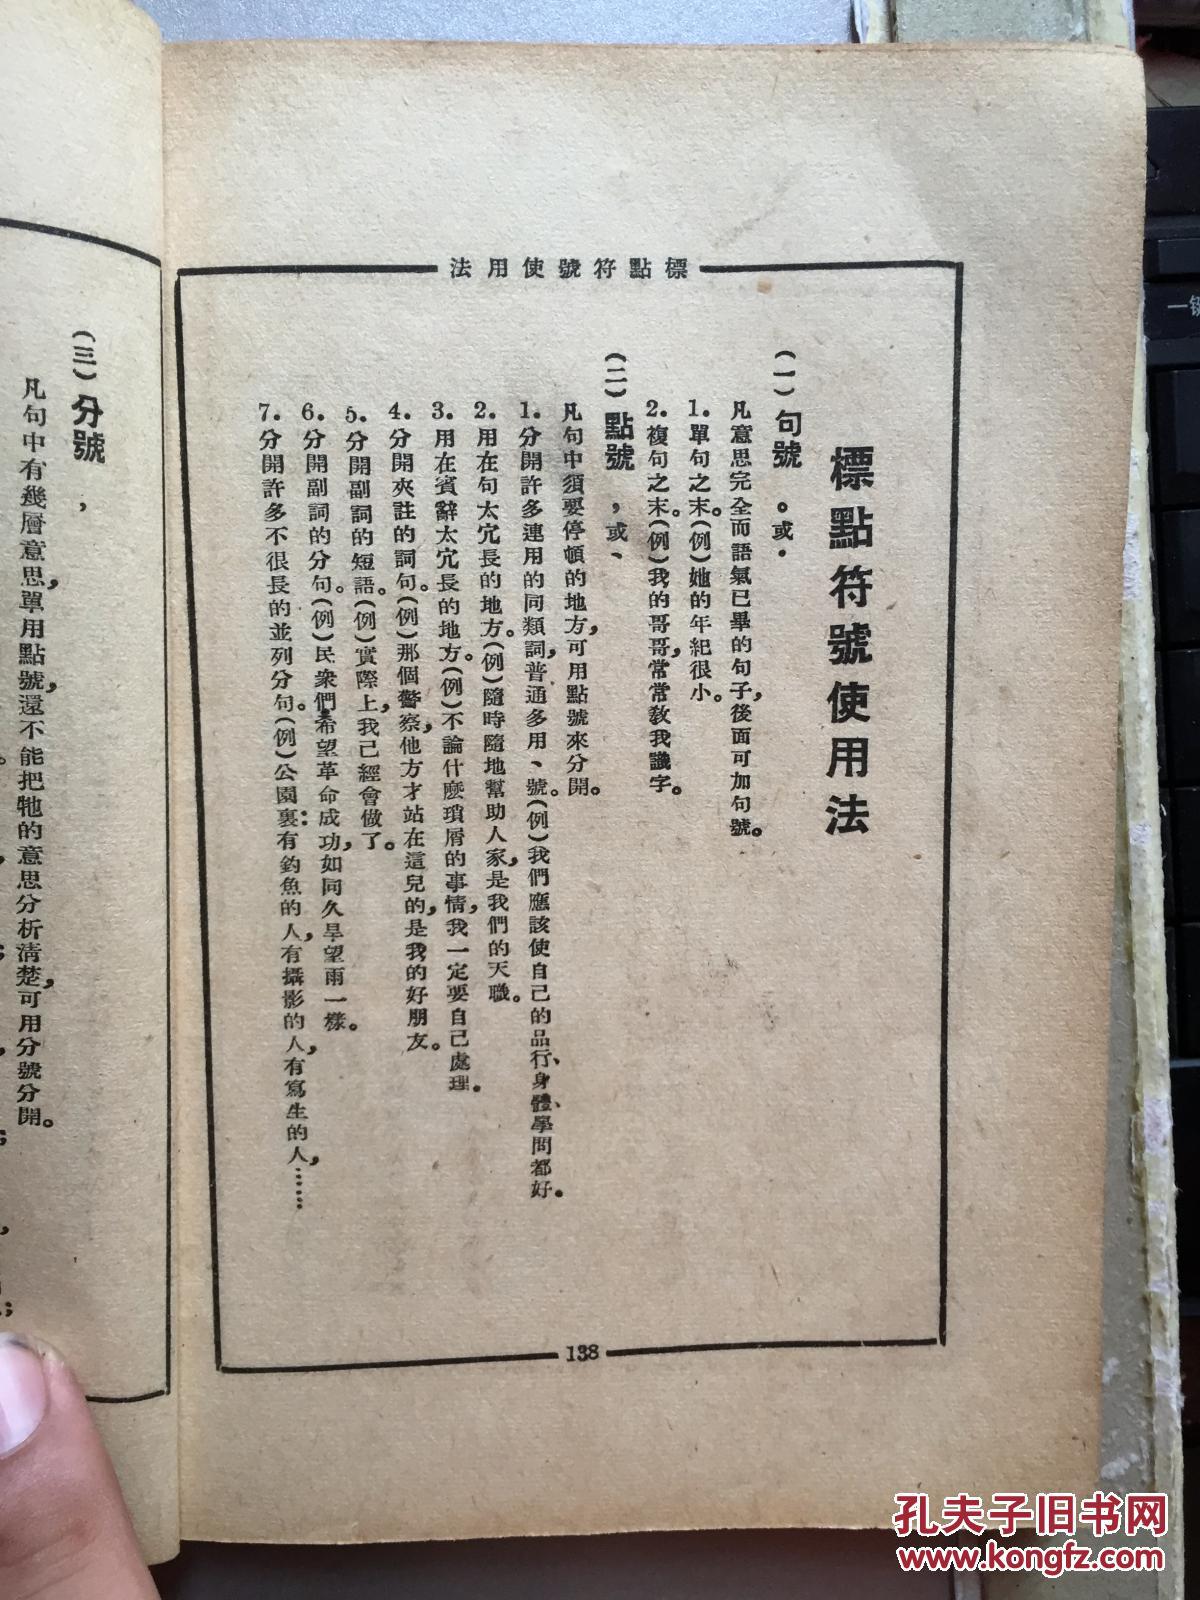 標點符號使用法
標點符號使用法
(一)句號 。或．
凡意思完全而語氣已畢的句子，後面可加句號。
1．單句之末。(例)她的年紀很小。
2．複句之末。(例)我的哥哥，常常敎我識字。
(二)點號 ，或、
凡句中須要停頓的地方，可用點號來分開。
1．分開許多連用的同類詞，普通多用、號。(例)我們應該使自己的品行、身體、學問都好。
2．用在句太冗長的地方。(例)隨時隨地幫助人家，是我們的天職。
3．用在賓辭太冗長的地方。(例)不論什麽瑣屑的事情，我一定要自己處理。
4．分開夾註的詞句。(例)那個警察，他方才站在這兒的，是我的好朋友。
5．分開副詞的短語。(例)實際上，我已經會做了。
6．分開副詞的分句。(例)民衆們希望革命成功，如同久旱望雨一樣。
7．分開許多不很長的並列分句。(例)公園裏：有釣魚的人，有攝影的人，有寫生的人，……
138
(三)分號 ，
凡句中有幾層意思，單用點號，還不能把牠的意思分析清楚，可用分號分開。
孔夫子旧书网
www.kongfz.com